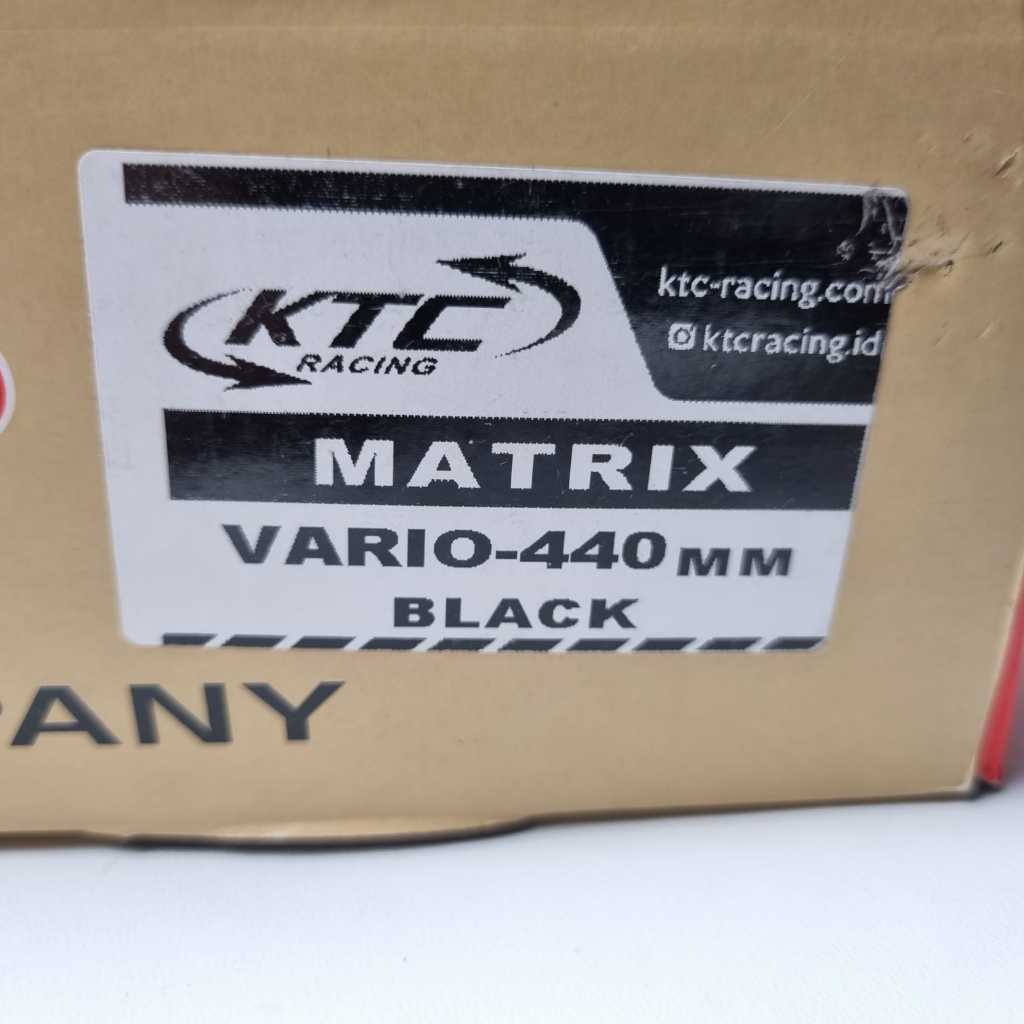 KTC
RACING
ktc-racing.com
ktcracing.id
MATRIX
VARIO-440 MM
BLACK
PANY